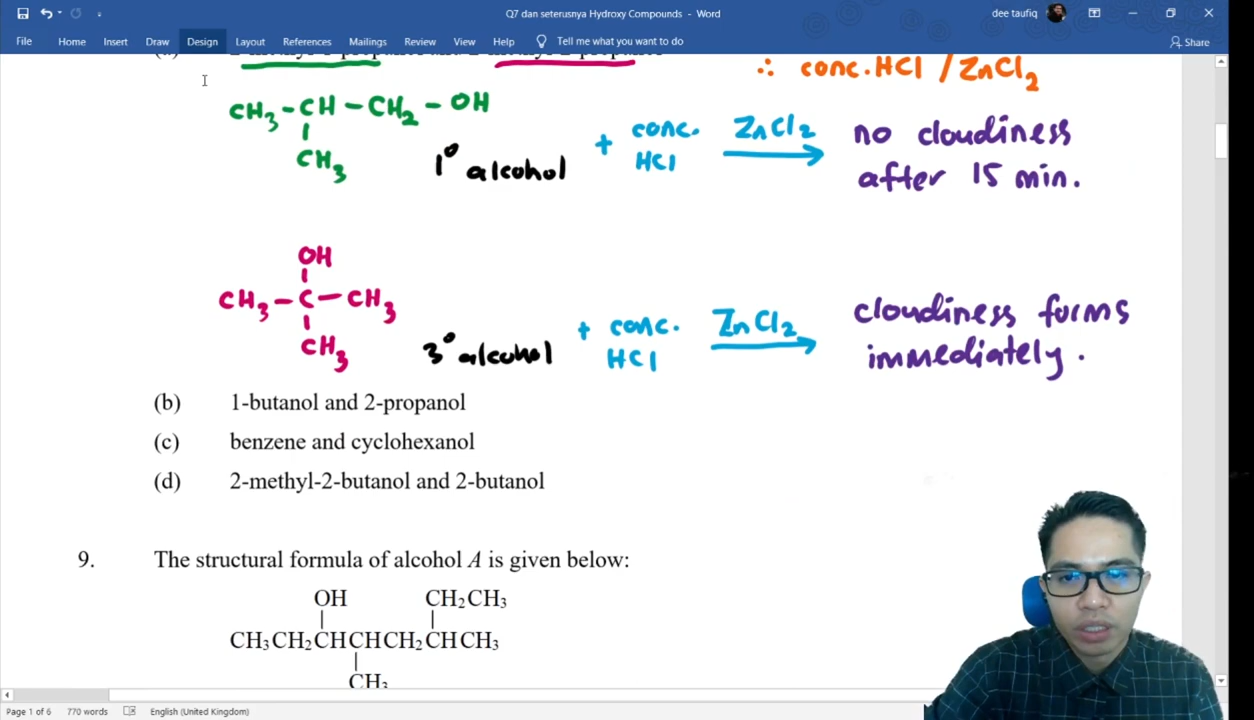 Q7 dan seterusnya Hydroxy Compounds - Word
dee taufiq
File Home Insert Draw Design Layout References Mailings Review View Help Tell me what you want to do Share
∴ conc. HCl / ZnCl2
CH3-CH-CH2-OH
CH3
1° alcohol
+ conc. HCl
ZnCl2
no cloudiness
after 15 min.
OH
CH3-C-CH3
CH3
3° alcohol
+ conc. HCl
ZnCl2
cloudiness forms
immediately.
(b) 1-butanol and 2-propanol
(c) benzene and cyclohexanol
(d) 2-methyl-2-butanol and 2-butanol
9. The structural formula of alcohol A is given below:
OH CH2CH3
CH3CH2CHCHCH2CHCH3
CH3
Page 1 of 6 770 words English (United Kingdom)